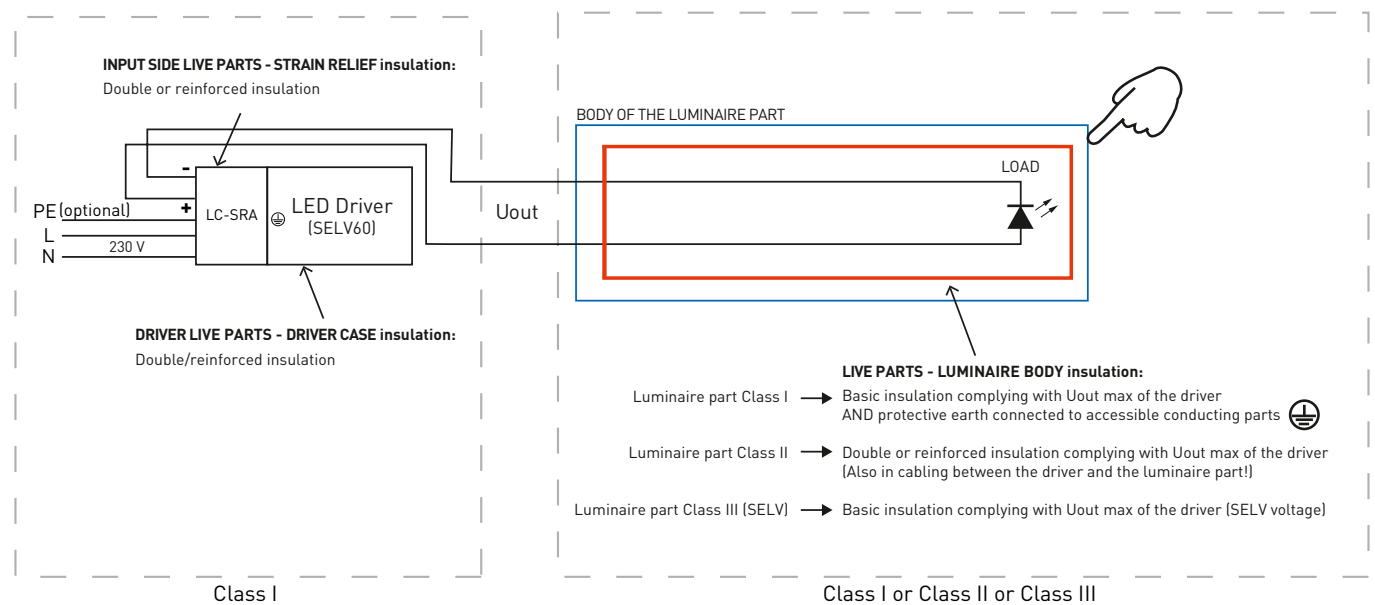 INPUT SIDE LIVE PARTS - STRAIN RELIEF insulation:
Double or reinforced insulation
-
+
PE (optional)
L
N
230 V
LC-SRA
LED Driver
(SELV60)
DRIVER LIVE PARTS - DRIVER CASE insulation:
Double/reinforced insulation
Class I
Uout
BODY OF THE LUMINAIRE PART
LOAD
LIVE PARTS - LUMINAIRE BODY insulation:
Luminaire part Class I
Basic insulation complying with Uout max of the driver
AND protective earth connected to accessible conducting parts
Luminaire part Class II
Double or reinforced insulation complying with Uout max of the driver
(Also in cabling between the driver and the luminaire part!)
Luminaire part Class III (SELV)
Basic insulation complying with Uout max of the driver (SELV voltage)
Class I or Class II or Class III